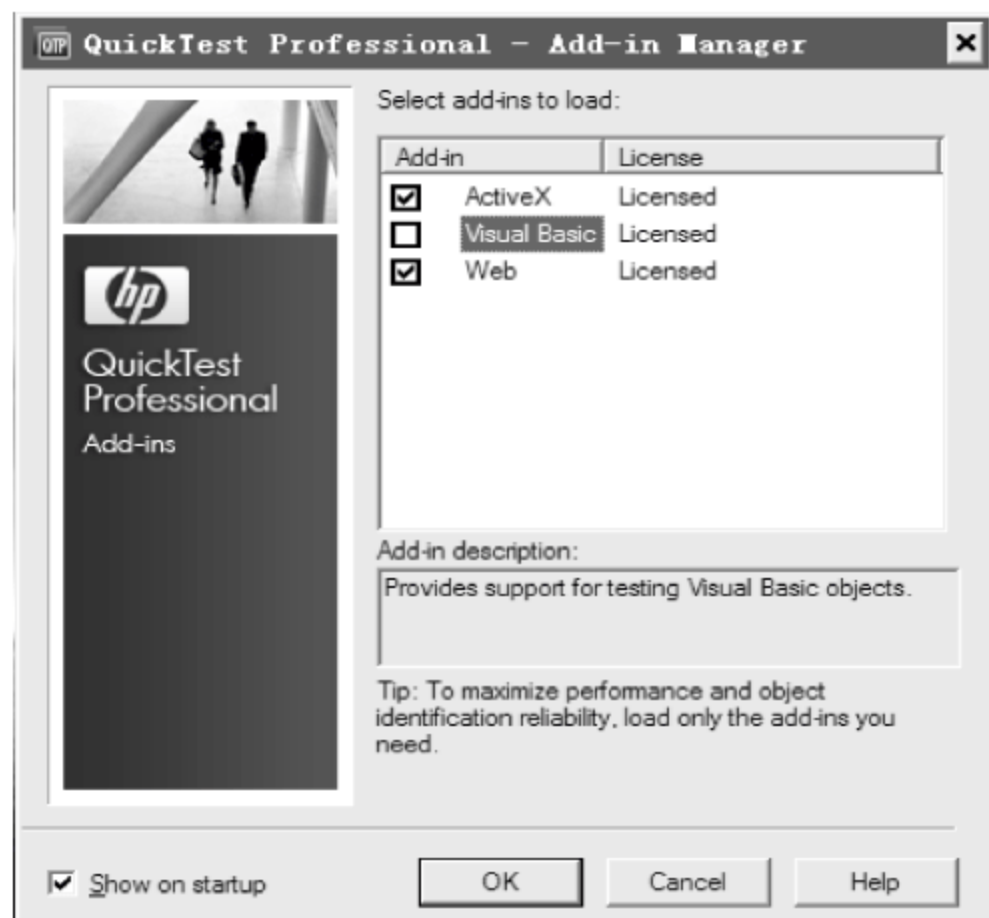 QTP QuickTest Professional - Add-in Manager
Select add-ins to load:
Add-in License
ActiveX Licensed
Visual Basic Licensed
Web Licensed
hp
QuickTest
Professional
Add-ins
Add-in description:
Provides support for testing Visual Basic objects.
Tip: To maximize performance and object
identification reliability, load only the add-ins you
need.
Show on startup
OK Cancel Help